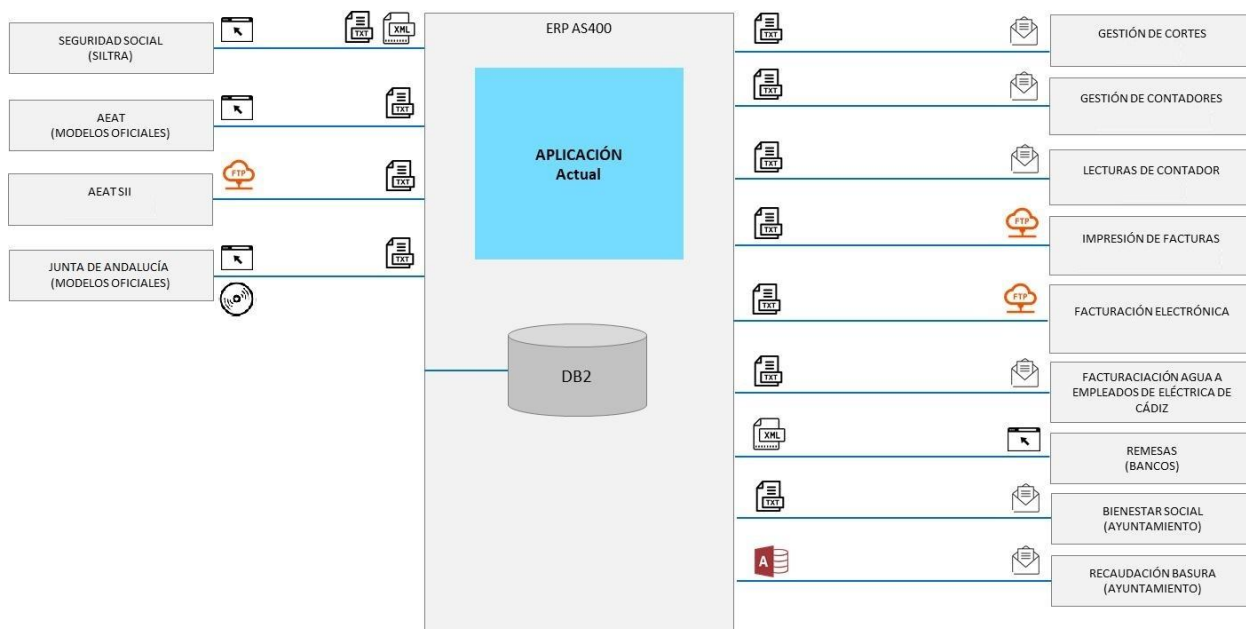 SEGURIDAD SOCIAL
(SILTRA)
TXT
XML
AEAT
(MODELOS OFICIALES)
TXT
AEAT SII
FTP
TXT
JUNTA DE ANDALUCÍA
(MODELOS OFICIALES)
TXT
ERP AS400
APLICACIÓN
Actual
DB2
TXT
GESTIÓN DE CORTES
TXT
GESTIÓN DE CONTADORES
TXT
LECTURAS DE CONTADOR
TXT
FTP
IMPRESIÓN DE FACTURAS
TXT
FTP
FACTURACIÓN ELECTRÓNICA
TXT
FACTURACIACIÓN AGUA A
EMPLEADOS DE ELÉCTRICA DE
CÁDIZ
XML
REMESAS
(BANCOS)
TXT
BIENESTAR SOCIAL
(AYUNTAMIENTO)
A
RECAUDACIÓN BASURA
(AYUNTAMIENTO)